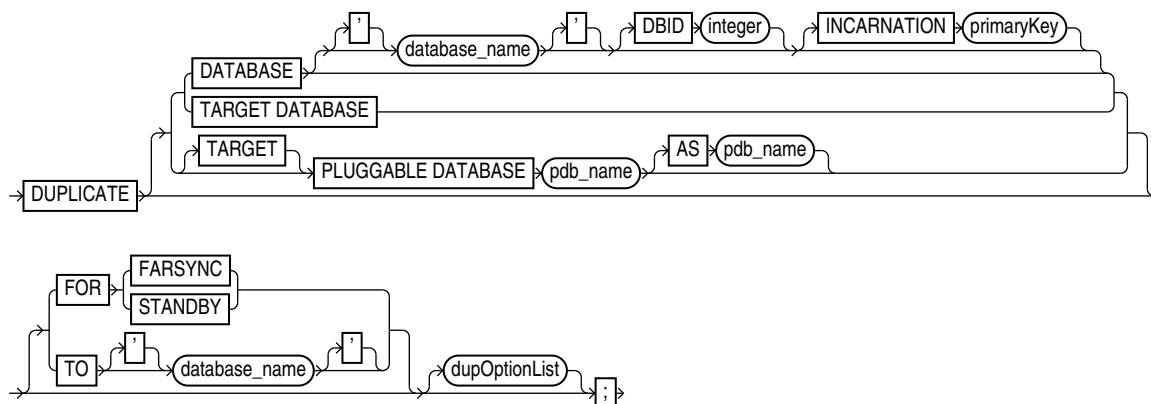 ' database_name ' DBID integer INCARNATION primaryKey
DATABASE
TARGET DATABASE
TARGET
PLUGGABLE DATABASE pdb_name AS pdb_name
DUPLICATE
FARSYNC
FOR
STANDBY
TO ' database_name '
dupOptionList
;